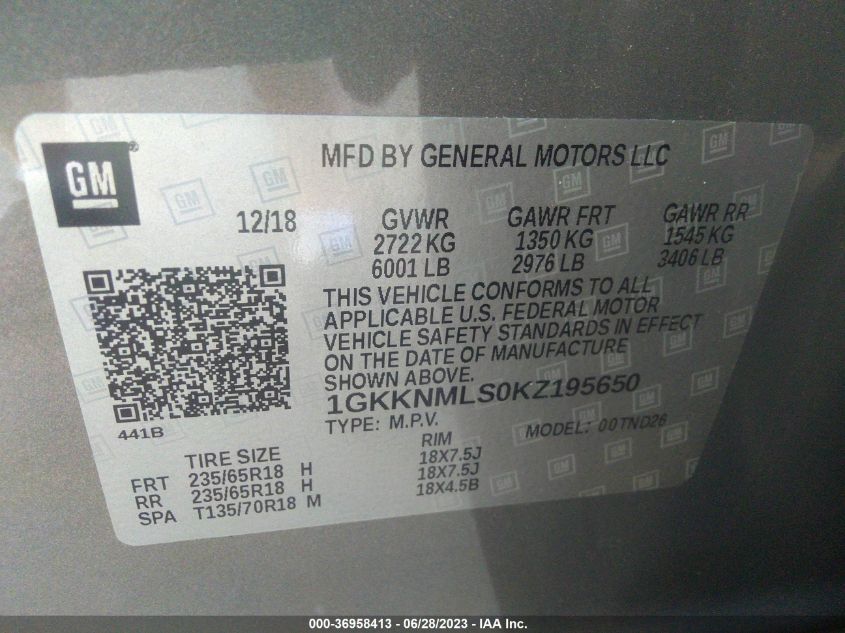 GM ®
MFD BY GENERAL MOTORS LLC
12/18 GVWR GAWR FRT GAWR RR
2722 KG 1350 KG 1545 KG
6001 LB 2976 LB 3406 LB
THIS VEHICLE CONFORMS TO ALL
APPLICABLE U.S. FEDERAL MOTOR
VEHICLE SAFETY STANDARDS IN EFFECT
ON THE DATE OF MANUFACTURE
SHOWN ABOVE.
1GKKNMLS0KZ195650
441B
TYPE: M.P.V. MODEL: 00TND26
TIRE SIZE RIM
FRT 235/65R18 H 18X7.5J
RR 235/65R18 H 18X7.5J
SPA T135/70R18 M 18X4.5B
000-36958413 - 06/28/2023 - IAA Inc.